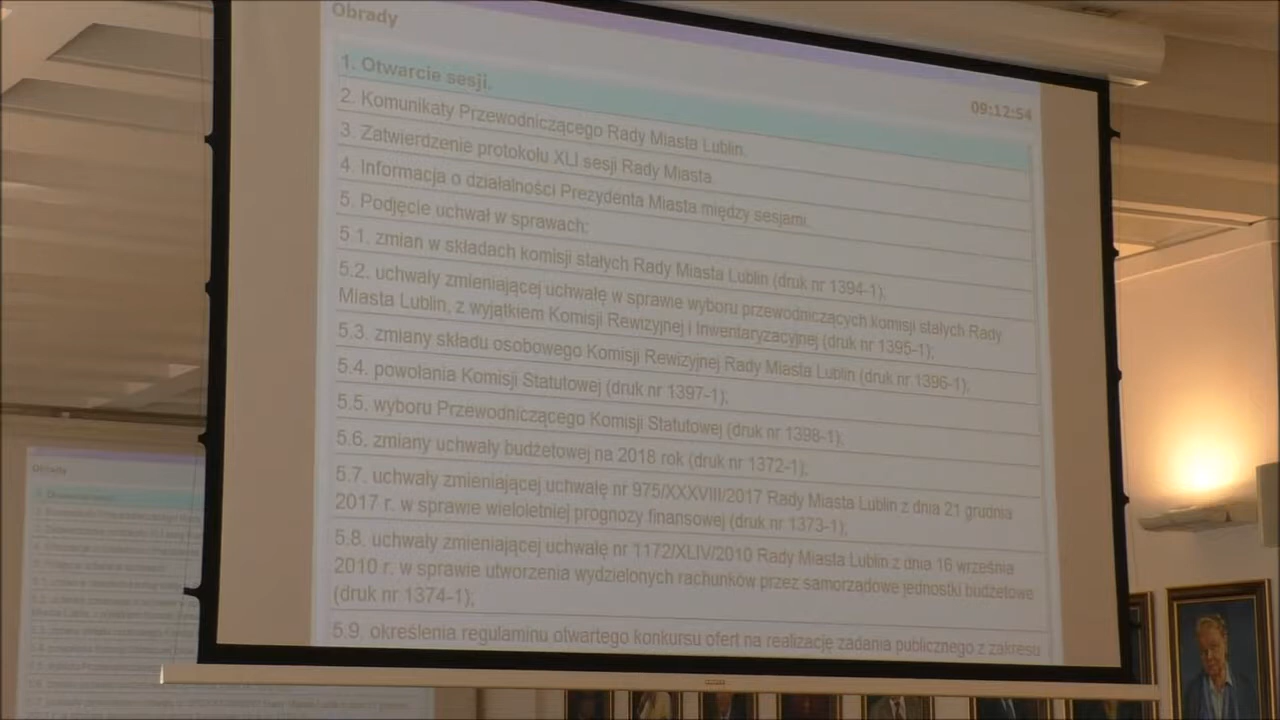 Obrady
09:12:54
1. Otwarcie sesji.
2. Komunikaty Przewodniczącego Rady Miasta Lublin.
3. Zatwierdzenie protokołu XLI sesji Rady Miasta.
4. Informacja o działalności Prezydenta Miasta między sesjami.
5. Podjęcie uchwał w sprawach:
5.1. zmian w składach komisji stałych Rady Miasta Lublin (druk nr 1394-1);
5.2. uchwały zmieniającej uchwałę w sprawie wyboru przewodniczących komisji stałych Rady
Miasta Lublin, z wyjątkiem Komisji Rewizyjnej i Inwentaryzacyjnej (druk nr 1395-1);
5.3. zmiany składu osobowego Komisji Rewizyjnej Rady Miasta Lublin (druk nr 1396-1);
5.4. powołania Komisji Statutowej (druk nr 1397-1);
5.5. wyboru Przewodniczącego Komisji Statutowej (druk nr 1398-1);
5.6. zmiany uchwały budżetowej na 2018 rok (druk nr 1372-1);
5.7. uchwały zmieniającej uchwałę nr 975/XXXVIII/2017 Rady Miasta Lublin z dnia 21 grudnia
2017 r. w sprawie wieloletniej prognozy finansowej (druk nr 1373-1);
5.8. uchwały zmieniającej uchwałę nr 1172/XLIV/2010 Rady Miasta Lublin z dnia 16 września
2010 r. w sprawie utworzenia wydzielonych rachunków przez samorządowe jednostki budżetowe
(druk nr 1374-1);
5.9. określenia regulaminu otwartego konkursu ofert na realizację zadania publicznego z zakresu
Obrady